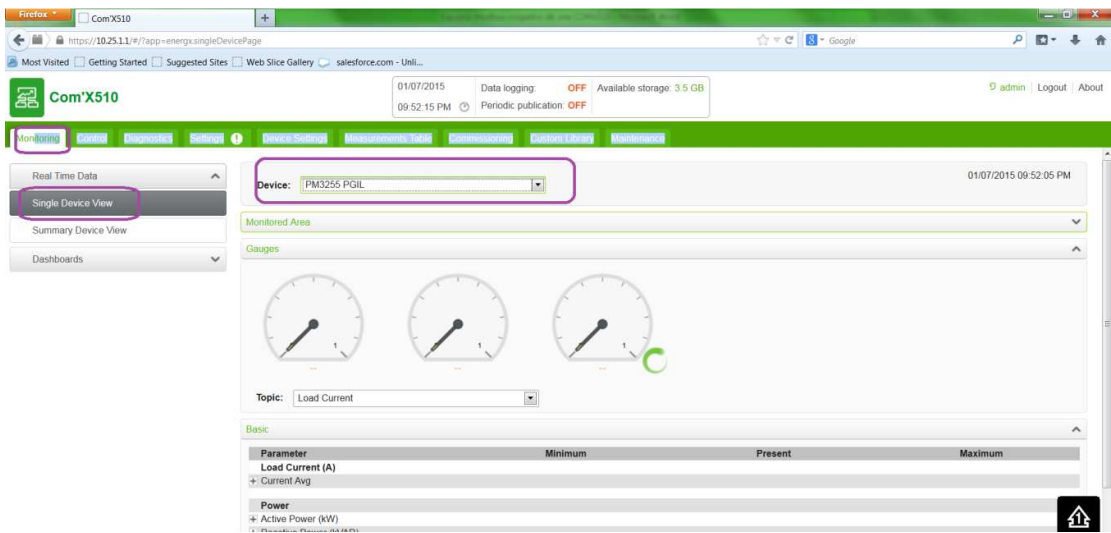 Firefox
Com'X510
https://10.25.1.1/#/?app=energx.singleDevicePage
Google
Most Visited Getting Started Suggested Sites Web Slice Gallery salesforce.com - Unli...
Com'X510
01/07/2015
09:52:15 PM
Data logging: OFF Available storage: 3.5 GB
Periodic publication: OFF
admin Logout About
Monitoring Control Diagnostics Settings Device Settings Measurements Table Commissioning Custom Library Maintenance
Real Time Data
Single Device View
Summary Device View
Dashboards
Device: PM3255 PGIL
01/07/2015 09:52:05 PM
Monitored Area
Gauges
1 1 1
-- -- --
Topic: Load Current
Basic
Parameter Minimum Present Maximum
Load Current (A)
+ Current Avg
Power
+ Active Power (kW)